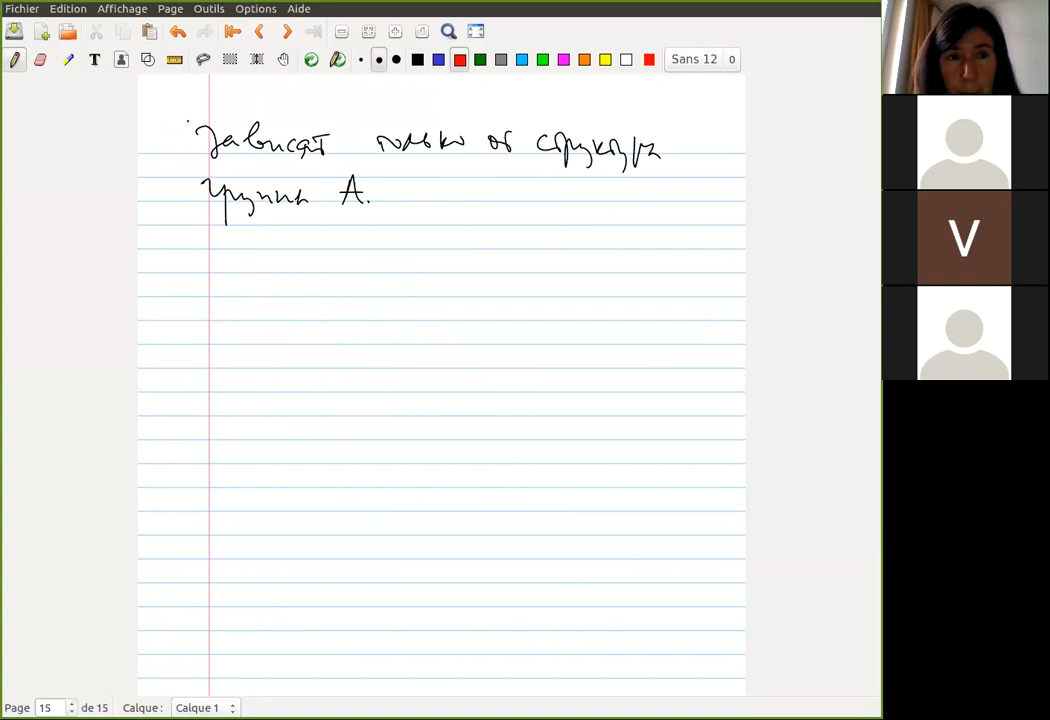 Fichier Edition Affichage Page Outils Options Aide
T Sans 12 0
зависят только от структуры
группы А.
V
Page 15 de 15 Calque : Calque 1